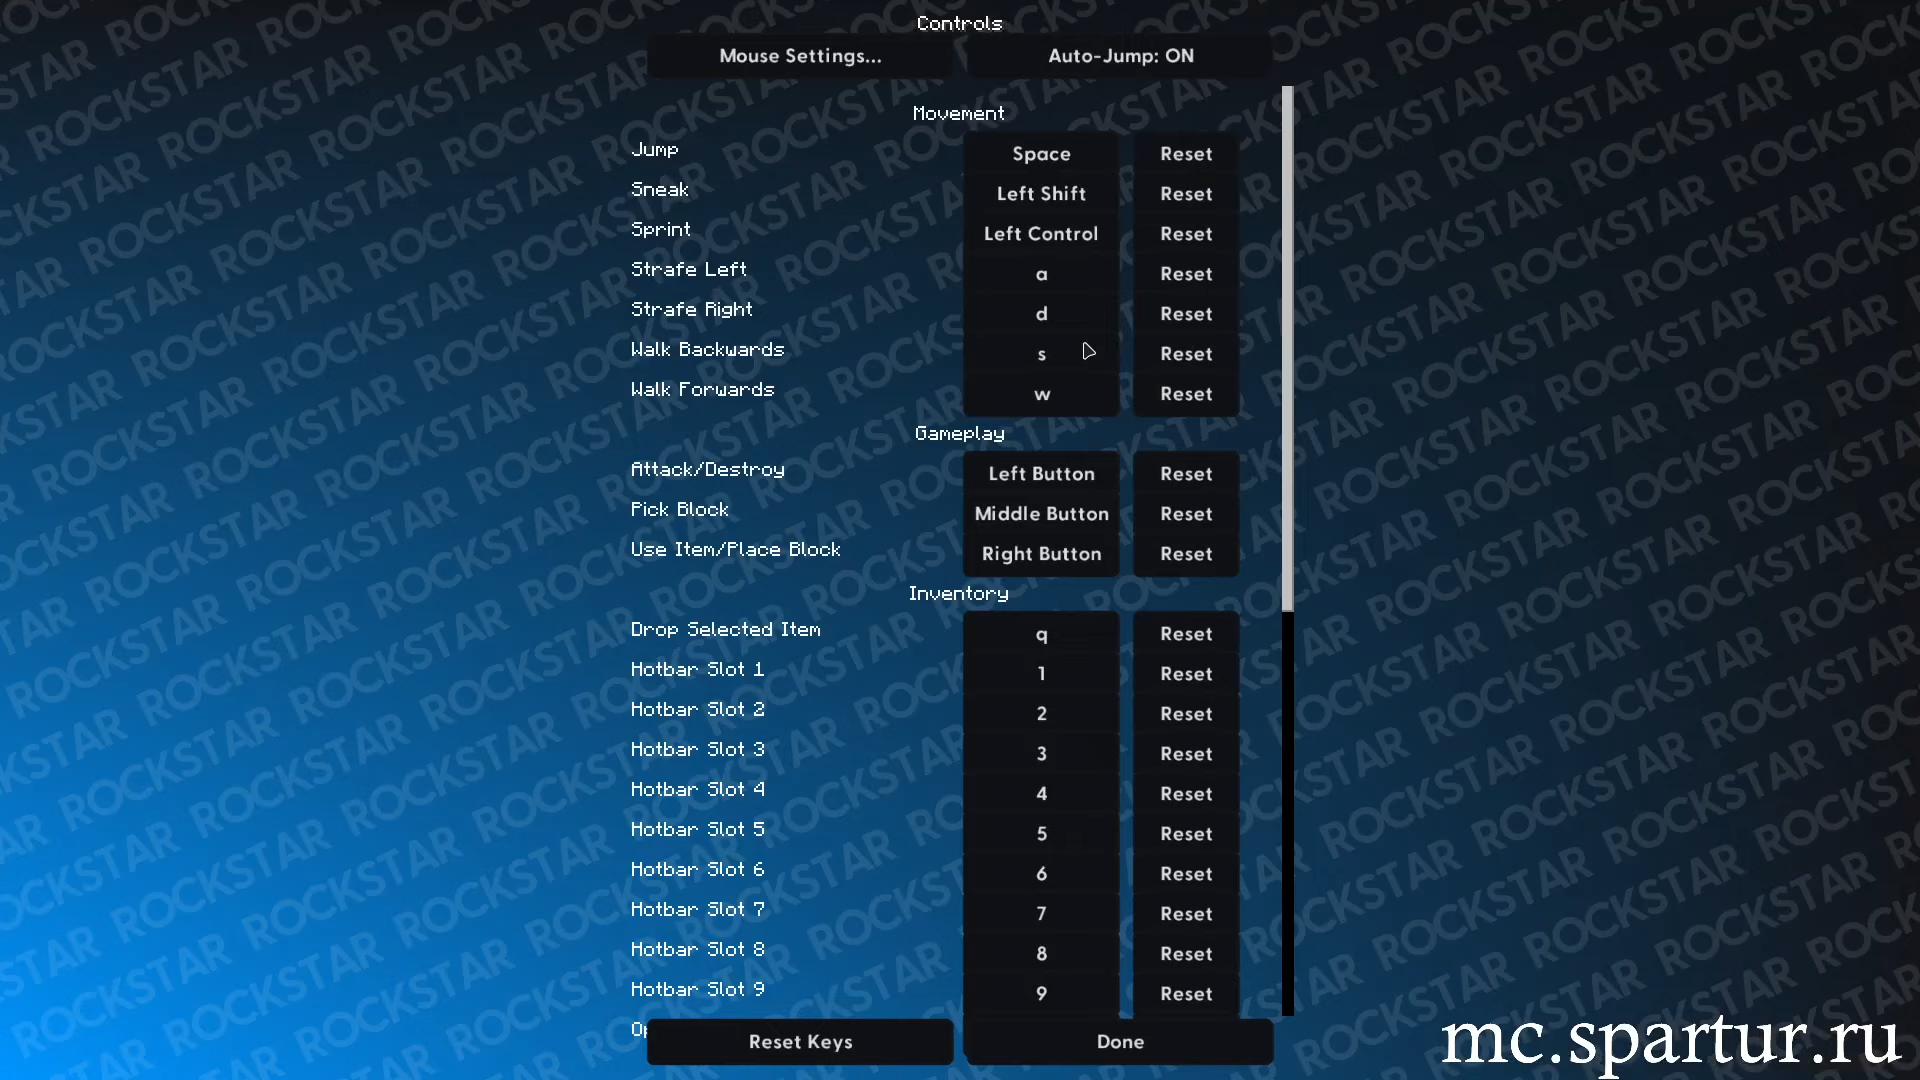 Controls
Mouse Settings... Auto-Jump: ON
Movement
Jump Space Reset
Sneak Left Shift Reset
Sprint Left Control Reset
Strafe Left a Reset
Strafe Right d Reset
Walk Backwards s Reset
Walk Forwards w Reset
Gameplay
Attack/Destroy Left Button Reset
Pick Block Middle Button Reset
Use Item/Place Block Right Button Reset
Inventory
Drop Selected Item q Reset
Hotbar Slot 1 1 Reset
Hotbar Slot 2 2 Reset
Hotbar Slot 3 3 Reset
Hotbar Slot 4 4 Reset
Hotbar Slot 5 5 Reset
Hotbar Slot 6 6 Reset
Hotbar Slot 7 7 Reset
Hotbar Slot 8 8 Reset
Hotbar Slot 9 9 Reset
Reset Keys Done
mc.spartur.ru
ROCKSTAR